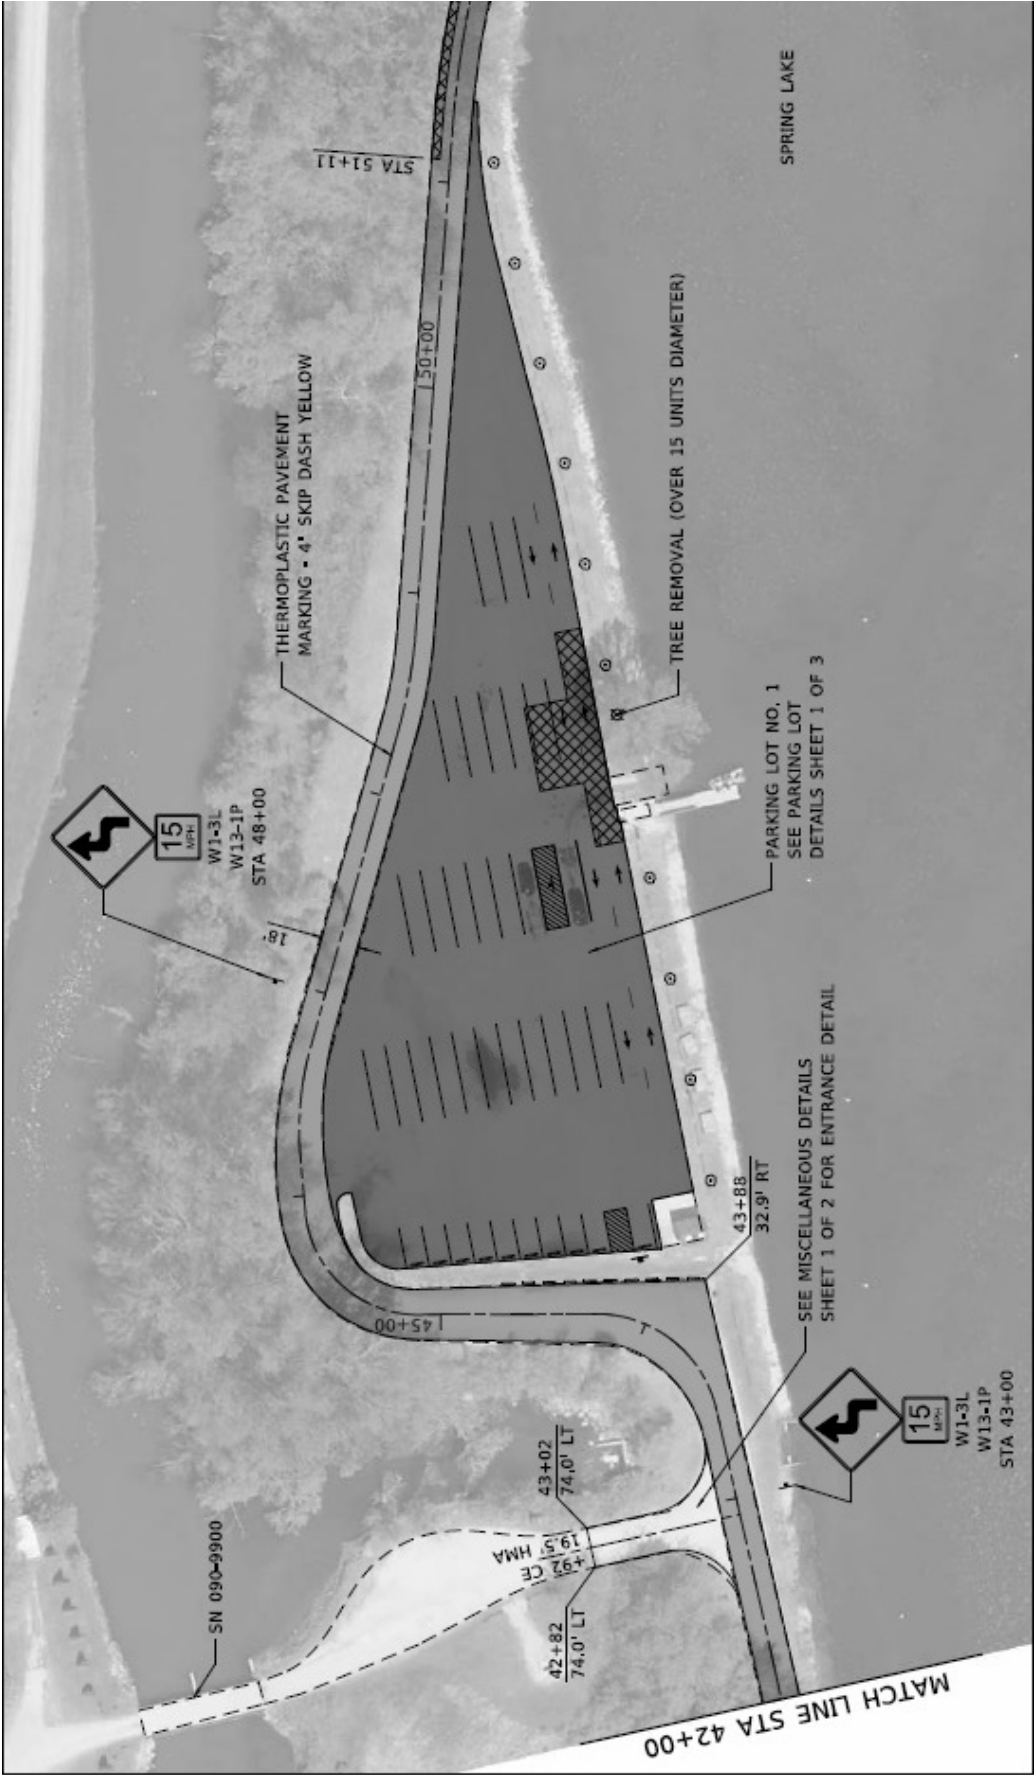 STA 51+11
SPRING LAKE
50+00
THERMOPLASTIC PAVEMENT
MARKING - 4" SKIP DASH YELLOW
TREE REMOVAL (OVER 15 UNITS DIAMETER)
15
MPH
W1-3L
W13-1P
STA 48+00
18'
PARKING LOT NO. 1
SEE PARKING LOT
DETAILS SHEET 1 OF 3
SEE MISCELLANEOUS DETAILS
SHEET 1 OF 2 FOR ENTRANCE DETAIL
43+88
32.9' RT
45+00
15
MPH
W1-3L
W13-1P
STA 43+00
43+02
74.0' LT
+92 CE
19.5' HMA
42+82
74.0' LT
SN 090-9900
MATCH LINE STA 42+00